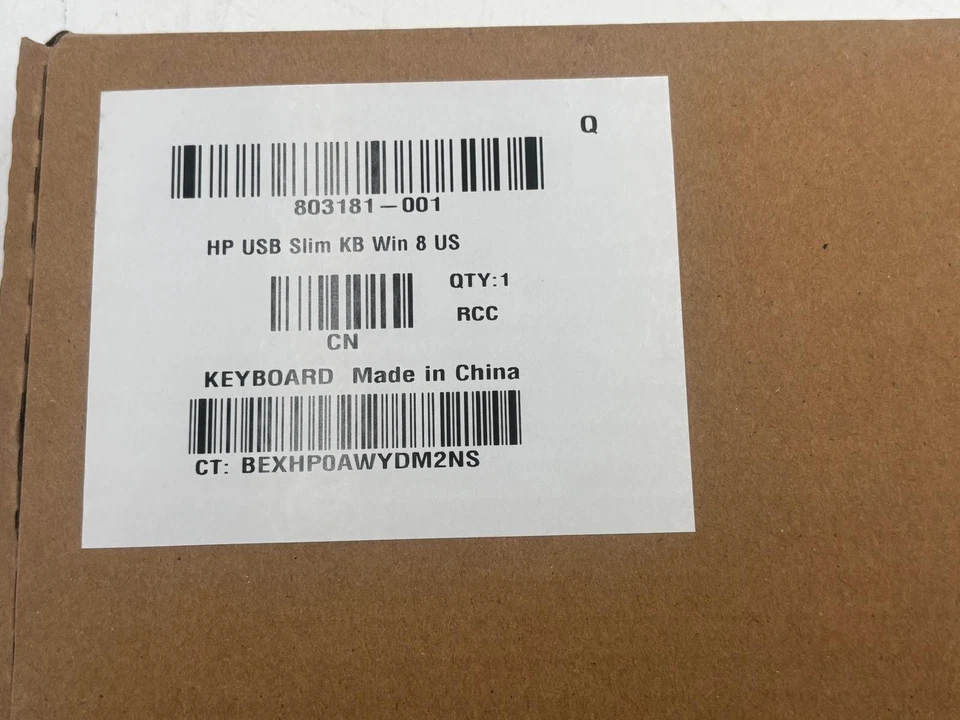 Q
803181-001
HP USB Slim KB Win 8 US
QTY:1
RCC
CN
KEYBOARD Made in China
CT: BEXHP0AWYDM2NS